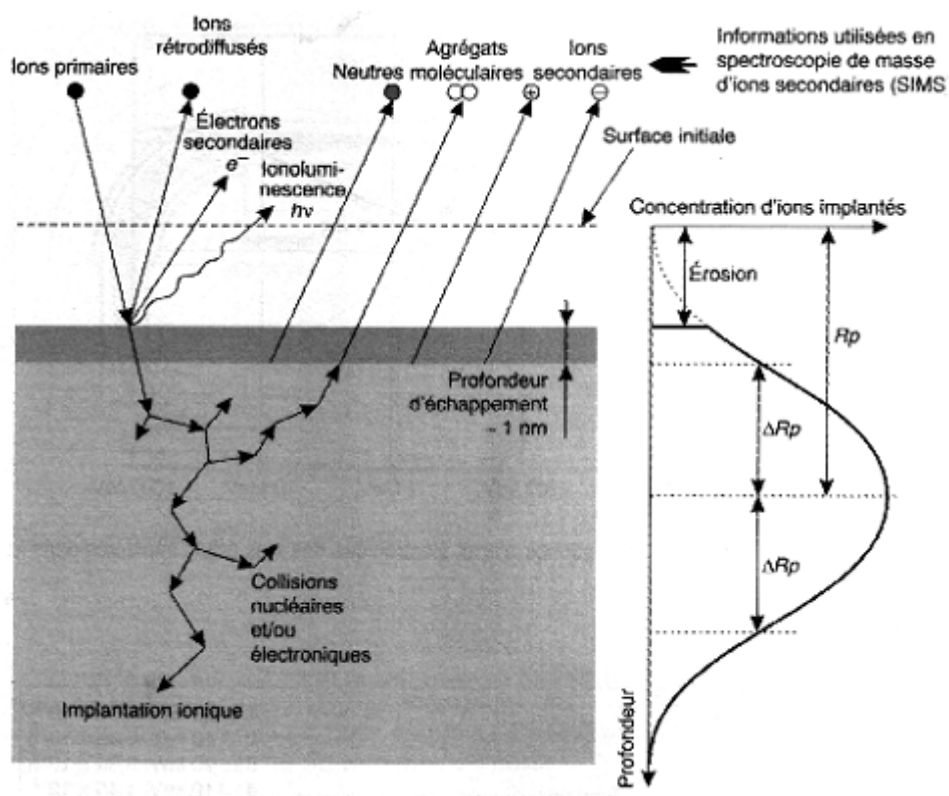 Ions primaires
Ions
rétrodiffusés
Neutres
Agrégats
moléculaires
Ions
secondaires
Informations utilisées en
spectroscopie de masse
d'ions secondaires (SIMS
Électrons
secondaires
e⁻
Ionolumi-
nescence
hν
Surface initiale
Concentration d'ions implantés
Érosion
Rp
Profondeur
d'échappement
~ 1 nm
ΔRp
ΔRp
Collisions
nucléaires
et/ou
électroniques
Implantation ionique
Profondeur